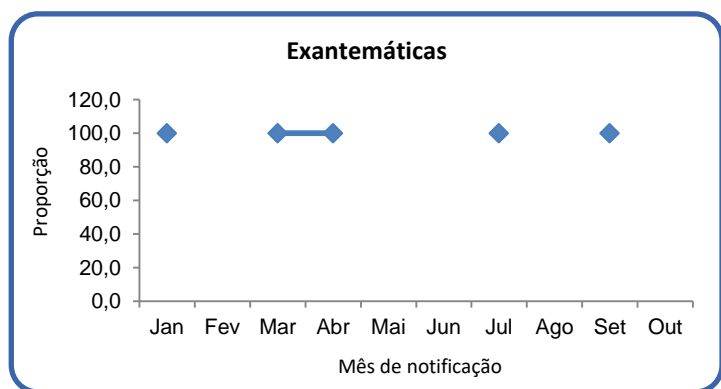 Exantemáticas
Proporção
120,0
100,0
80,0
60,0
40,0
20,0
0,0
Jan Fev Mar Abr Mai Jun Jul Ago Set Out
Mês de notificação